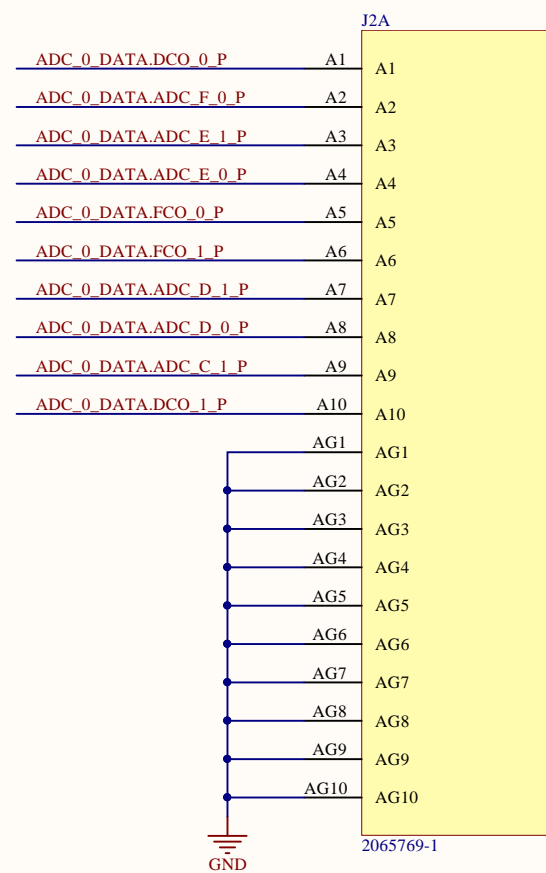 J2A
ADC_0_DATA.DCO_0_P A1 A1
ADC_0_DATA.ADC_F_0_P A2 A2
ADC_0_DATA.ADC_E_1_P A3 A3
ADC_0_DATA.ADC_E_0_P A4 A4
ADC_0_DATA.FCO_0_P A5 A5
ADC_0_DATA.FCO_1_P A6 A6
ADC_0_DATA.ADC_D_1_P A7 A7
ADC_0_DATA.ADC_D_0_P A8 A8
ADC_0_DATA.ADC_C_1_P A9 A9
ADC_0_DATA.DCO_1_P A10 A10
AG1 AG1
AG2 AG2
AG3 AG3
AG4 AG4
AG5 AG5
AG6 AG6
AG7 AG7
AG8 AG8
AG9 AG9
AG10 AG10
2065769-1
GND